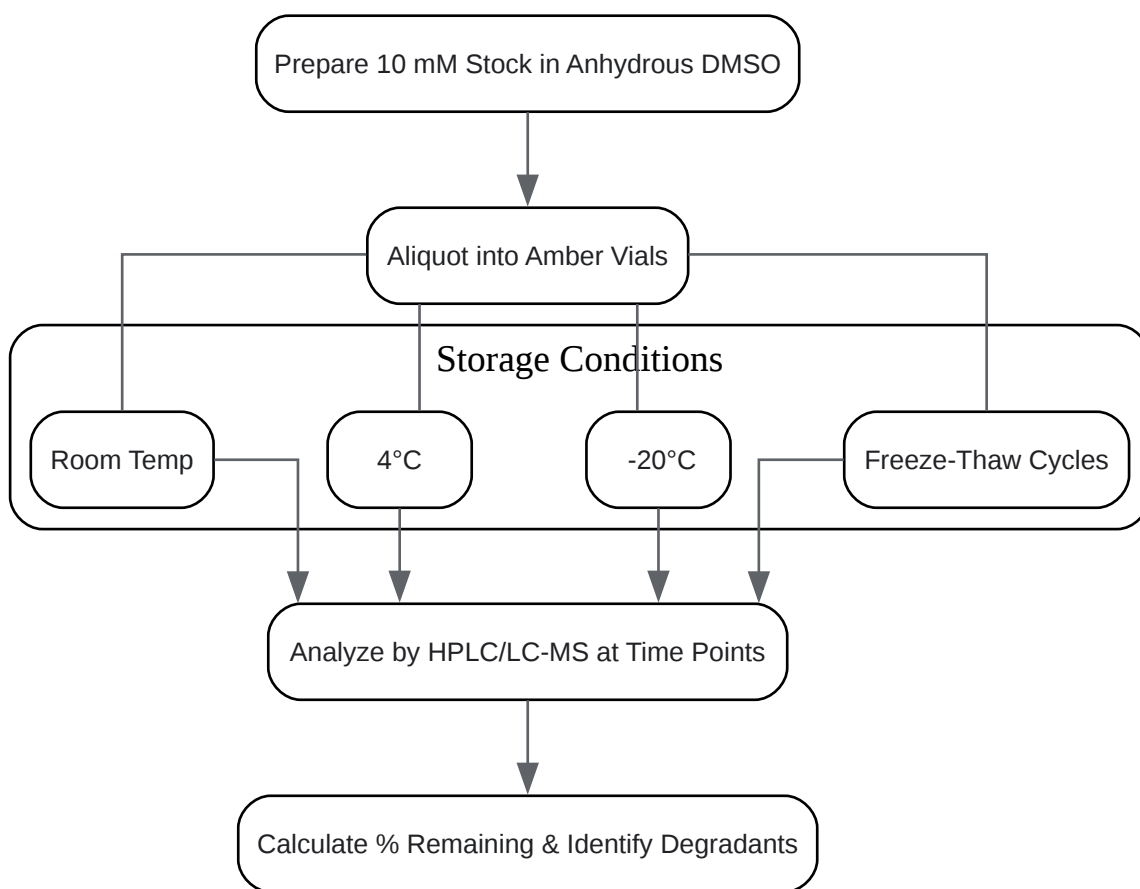 Prepare 10 mM Stock in Anhydrous DMSO
Aliquot into Amber Vials
Storage Conditions
Room Temp
4°C
-20°C
Freeze-Thaw Cycles
Analyze by HPLC/LC-MS at Time Points
Calculate % Remaining & Identify Degradants